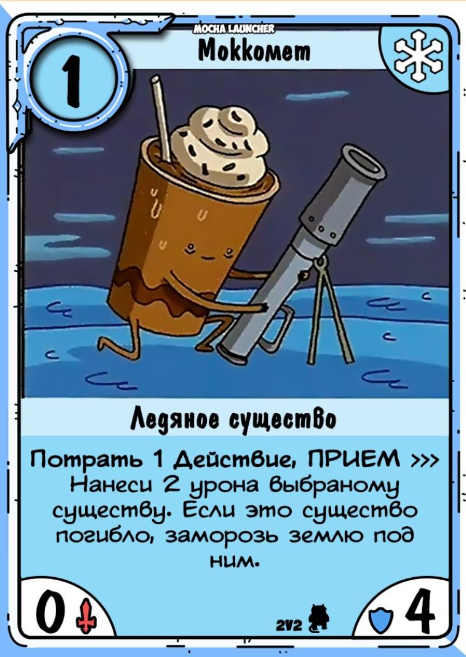 MOCHA LAUNCHER
1
Моккомет
Ледяное существо
Потрать 1 Действие, ПРИЕМ >>>
Нанеси 2 урона выбраному
существу. Если это существо
погибло, заморозь землю под
ним.
0
2V2
4